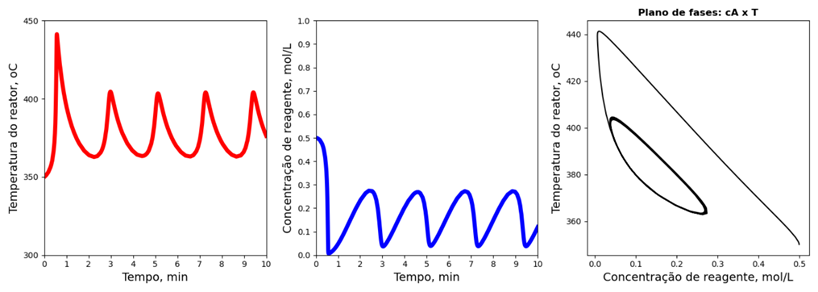 450
400
350
300
Temperatura do reator, oC
0 1 2 3 4 5 6 7 8 9 10
Tempo, min
1.0
0.9
0.8
0.7
0.6
0.5
0.4
0.3
0.2
0.1
0.0
Concentração de reagente, mol/L
0 1 2 3 4 5 6 7 8 9 10
Tempo, min
Plano de fases: cA x T
440
420
400
380
360
Temperatura do reator, oC
0.0 0.1 0.2 0.3 0.4 0.5
Concentração de reagente, mol/L